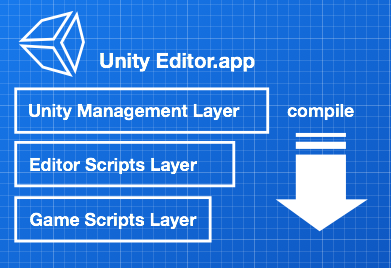 Unity Editor.app
Unity Management Layer
compile
Editor Scripts Layer
Game Scripts Layer